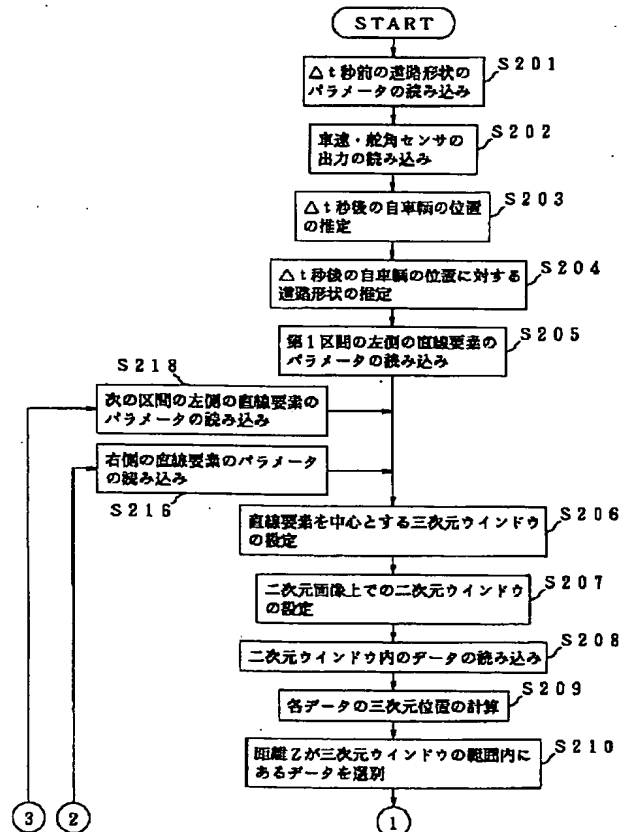 START
△t秒前の道路形状の
パラメータの読み込み
S201
車速・舵角センサの
出力の読み込み
S202
△t秒後の自車輌の位置
の推定
S203
△t秒後の自車輌の位置に対する
道路形状の推定
S204
第1区間の左側の直線要素の
パラメータの読み込み
S205
S218
次の区間の左側の直線要素の
パラメータの読み込み
右側の直線要素のパラメータ
の読み込み
S216
直線要素を中心とする三次元ウインドウ
の設定
S206
二次元画像上での二次元ウインドウ
の設定
S207
二次元ウインドウ内のデータの読み込み
S208
各データの三次元位置の計算
S209
距離Zが三次元ウインドウの範囲内に
あるデータを選別
S210
3
2
1